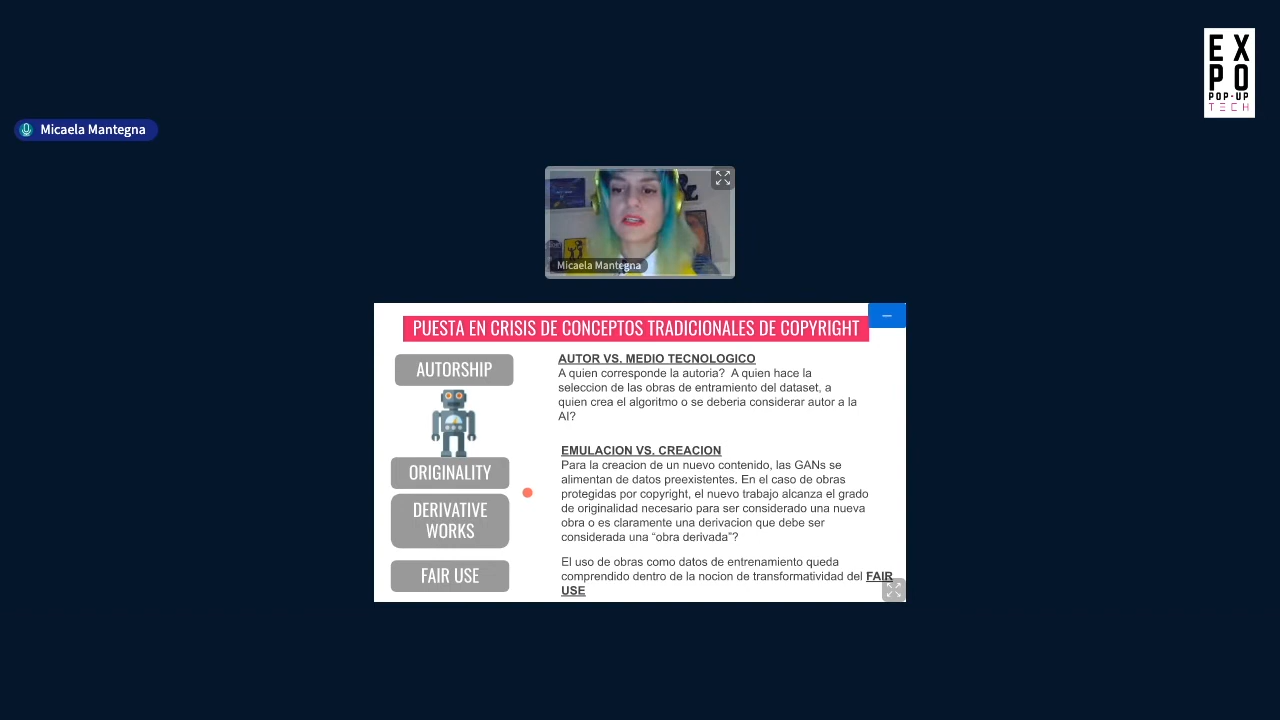 EX
PO
POP-UP
TECH
Micaela Mantegna
Micaela Mantegna
PUESTA EN CRISIS DE CONCEPTOS TRADICIONALES DE COPYRIGHT
AUTORSHIP
AUTOR VS. MEDIO TECNOLOGICO
A quien corresponde la autoria? A quien hace la
seleccion de las obras de entramiento del dataset, a
quien crea el algoritmo o se deberia considerar autor a la
AI?
ORIGINALITY
DERIVATIVE
WORKS
EMULACION VS. CREACION
Para la creacion de un nuevo contenido, las GANs se
alimentan de datos preexistentes. En el caso de obras
protegidas por copyright, el nuevo trabajo alcanza el grado
de originalidad necesario para ser considerado una nueva
obra o es claramente una derivacion que debe ser
considerada una “obra derivada”?
FAIR USE
El uso de obras como datos de entrenamiento queda
comprendido dentro de la nocion de transformatividad del FAIR
USE